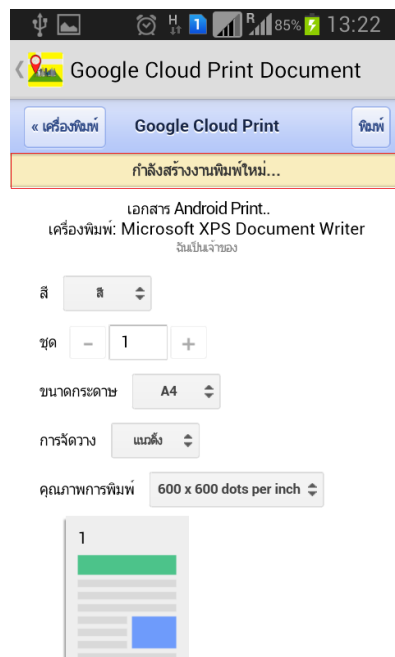 H 1 R 85% 13:22
Google Cloud Print Document
« เครื่องพิมพ์ Google Cloud Print พิมพ์
กำลังสร้างงานพิมพ์ใหม่...
เอกสาร Android Print..
เครื่องพิมพ์: Microsoft XPS Document Writer
ฉันเป็นเจ้าของ
สี สี
ชุด - 1 +
ขนาดกระดาษ A4
การจัดวาง แนวตั้ง
คุณภาพการพิมพ์ 600 x 600 dots per inch
1